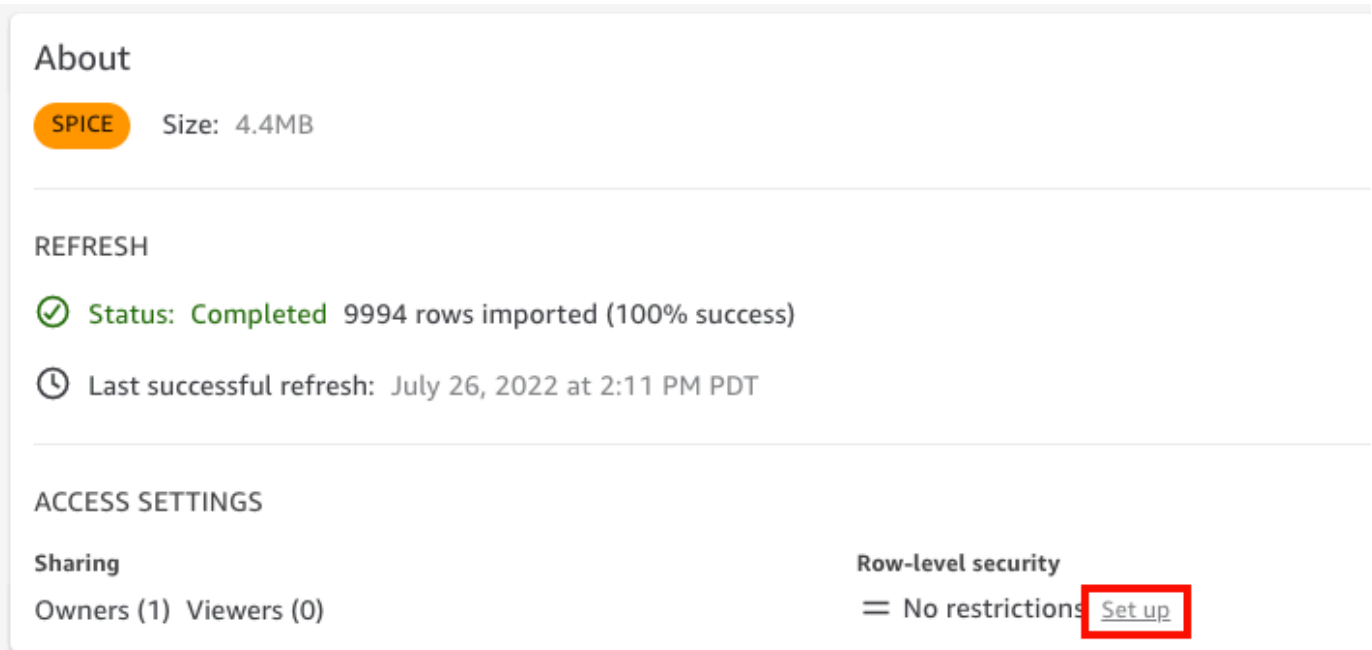 About
SPICE Size: 4.4MB
REFRESH
Status: Completed 9994 rows imported (100% success)
Last successful refresh: July 26, 2022 at 2:11 PM PDT
ACCESS SETTINGS
Sharing
Owners (1) Viewers (0)
Row-level security
No restrictions Set up